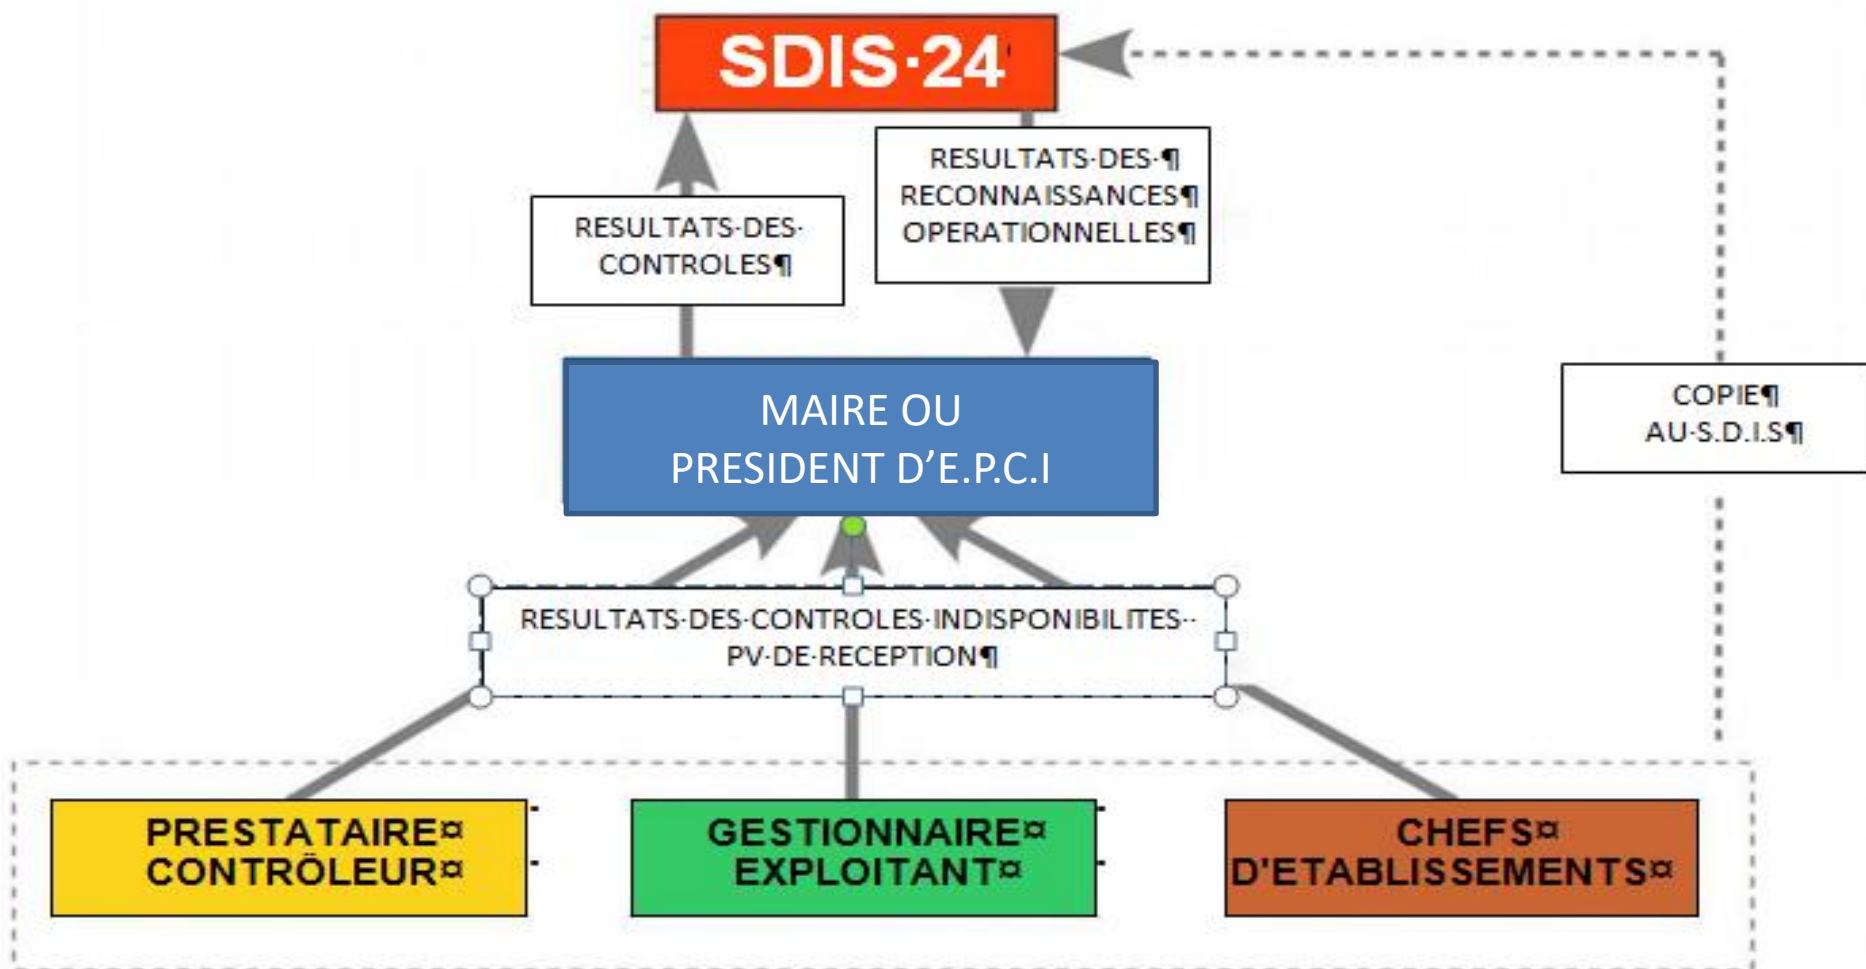 SDIS·24
RESULTATS·DES·¶
RECONNAISSANCES¶
OPERATIONNELLES¶
RESULTATS·DES·
CONTROLES¶
MAIRE OU
PRESIDENT D’E.P.C.I
COPIE¶
AU·S.D.I.S¶
RESULTATS·DES·CONTROLES·INDISPONIBILITES··
PV·DE·RECEPTION¶
PRESTATAIRE¤
CONTRÖLEUR¤
GESTIONNAIRE¤
EXPLOITANT¤
CHEFS¤
D'ETABLISSEMENTS¤